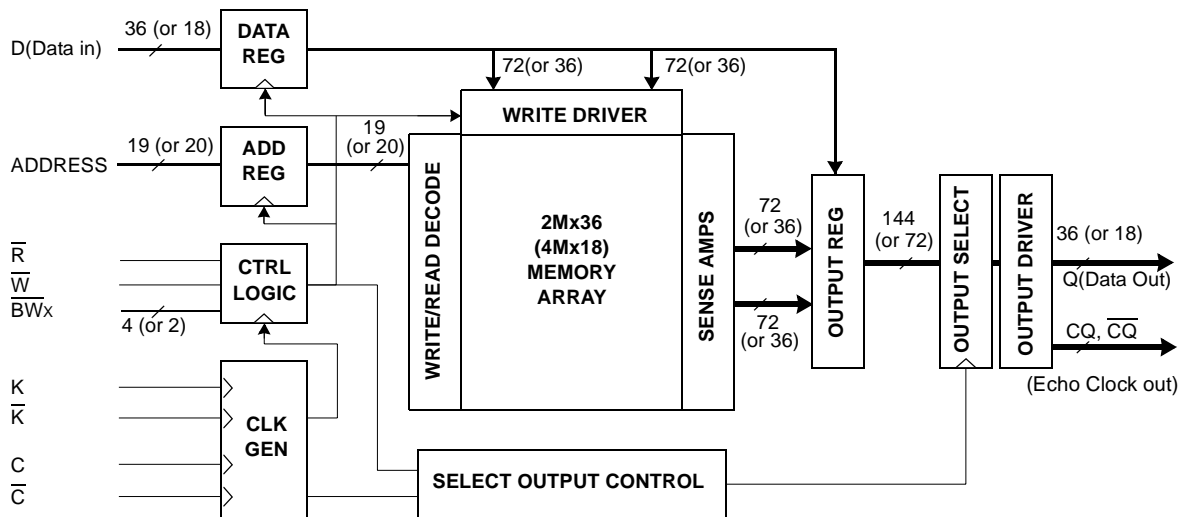 D(Data in)
36 (or 18)
DATA
REG
72(or 36)
72(or 36)
WRITE DRIVER
ADDRESS
19 (or 20)
ADD
REG
19
(or 20)
WRITE/READ DECODE
2Mx36
(4Mx18)
MEMORY
ARRAY
SENSE AMPS
72
(or 36)
72
(or 36)
OUTPUT REG
144
(or 72)
OUTPUT SELECT
OUTPUT DRIVER
36 (or 18)
Q(Data Out)
CQ, C̅Q̅
(Echo Clock out)
R̅
W̅
B̅W̅x
4 (or 2)
CTRL
LOGIC
K
K̅
C
C̅
CLK
GEN
SELECT OUTPUT CONTROL